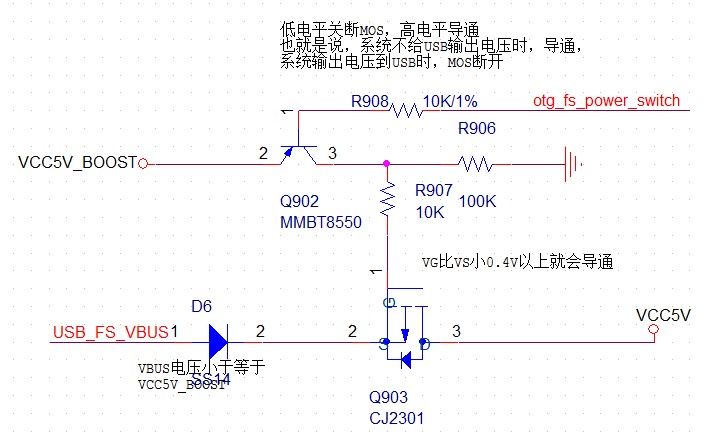 低电平关断MOS，高电平导通
也就是说，系统不给USB输出电压时，导通，
系统输出电压到USB时，MOS断开
1
R908
10K/1%
otg_fs_power_switch
R906
VCC5V_BOOST
2
3
Q902
MMBT8550
R907
10K
100K
1
VG比VS小0.4V以上就会导通
G
D6
VCC5V
USB_FS_VBUS
1
2
2
S
D
3
VBUS电压小于等于
VCC5V_BOOST
SS14
Q903
CJ2301